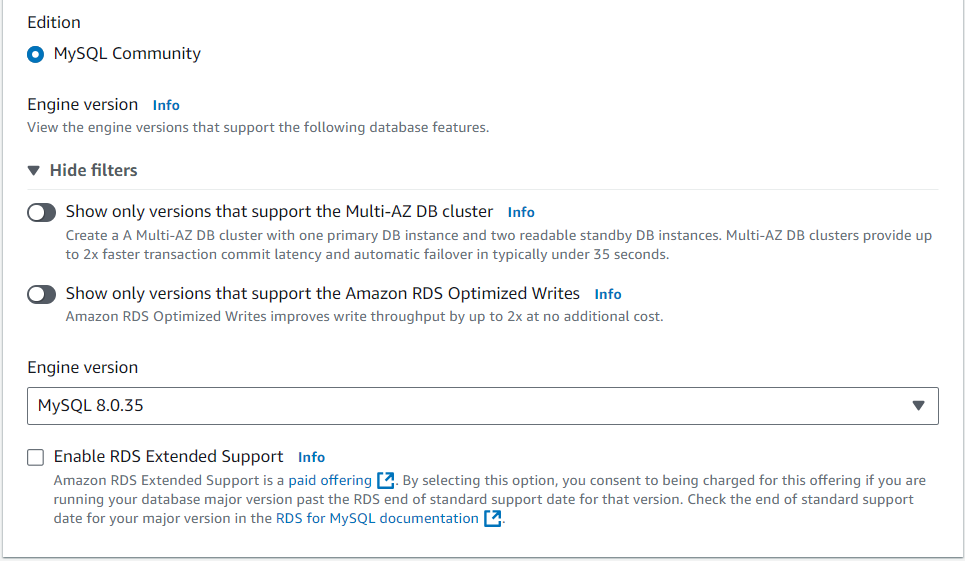 Edition
MySQL Community
Engine version Info
View the engine versions that support the following database features.
Hide filters
Show only versions that support the Multi-AZ DB cluster Info
Create a A Multi-AZ DB cluster with one primary DB instance and two readable standby DB instances. Multi-AZ DB clusters provide up
to 2x faster transaction commit latency and automatic failover in typically under 35 seconds.
Show only versions that support the Amazon RDS Optimized Writes Info
Amazon RDS Optimized Writes improves write throughput by up to 2x at no additional cost.
Engine version
MySQL 8.0.35
Enable RDS Extended Support Info
Amazon RDS Extended Support is a paid offering. By selecting this option, you consent to being charged for this offering if you are
running your database major version past the RDS end of standard support date for that version. Check the end of standard support
date for your major version in the RDS for MySQL documentation.